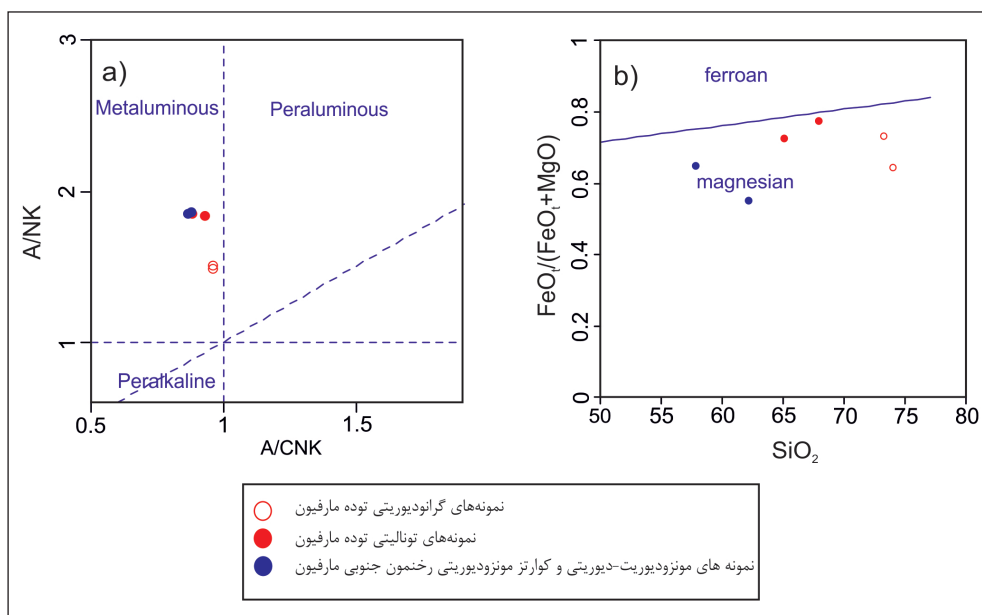 a)
3
2
1
A/NK
Metaluminous
Peraluminous
Peralkaline
0.5
1
1.5
A/CNK
b)
1
0.8
0.6
0.4
0.2
0
FeOt/(FeOt+MgO)
ferroan
magnesian
50
55
60
65
70
75
80
SiO2
نمونه‌های گرانودیوریتی توده مارفیون
نمونه‌های تونالیتی توده مارفیون
نمونه های مونزودیوریت-دیوریتی و کوارتز مونزودیوریتی رخنمون جنوبی مارفیون